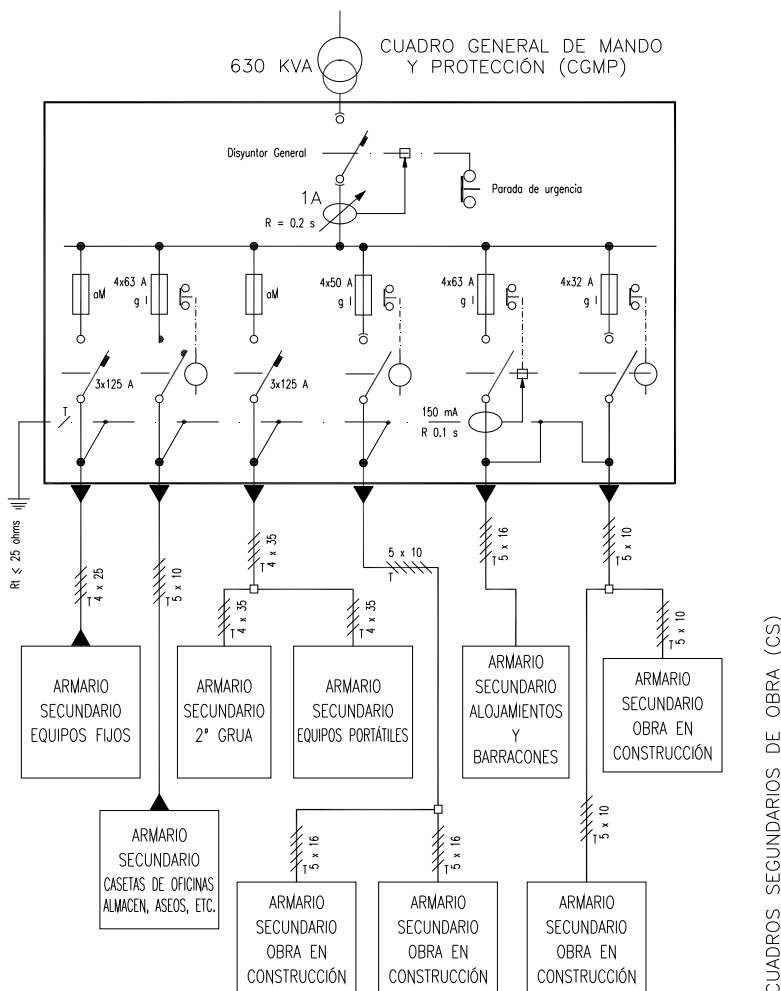 630 KVA
CUADRO GENERAL DE MANDO
Y PROTECCIÓN (CGMP)
Disyuntor General
Parada de urgencia
1A
R = 0.2 s
aM
4x63 A
g l
aM
4x50 A
g l
4x63 A
g l
4x32 A
g l
3x125 A
3x125 A
T
150 mA
R 0.1 s
Rt ≤ 25 ohms
T 4 x 25
T 5 x 10
T 4 x 35
5 x 10
T
T 5 x 16
T 5 x 10
T 4 x 35
T 4 x 35
T 5 x 10
ARMARIO
SECUNDARIO
EQUIPOS FIJOS
ARMARIO
SECUNDARIO
2ª GRUA
ARMARIO
SECUNDARIO
EQUIPOS PORTÁTILES
ARMARIO
SECUNDARIO
ALOJAMIENTOS
Y
BARRACONES
ARMARIO
SECUNDARIO
OBRA EN
CONSTRUCCIÓN
T 5 x 16
T 5 x 16
T 5 x 10
ARMARIO
SECUNDARIO
CASETAS DE OFICINAS
ALMACEN, ASEOS, ETC.
ARMARIO
SECUNDARIO
OBRA EN
CONSTRUCCIÓN
ARMARIO
SECUNDARIO
OBRA EN
CONSTRUCCIÓN
ARMARIO
SECUNDARIO
OBRA EN
CONSTRUCCIÓN
CUADROS SEGUNDARIOS DE OBRA (CS)